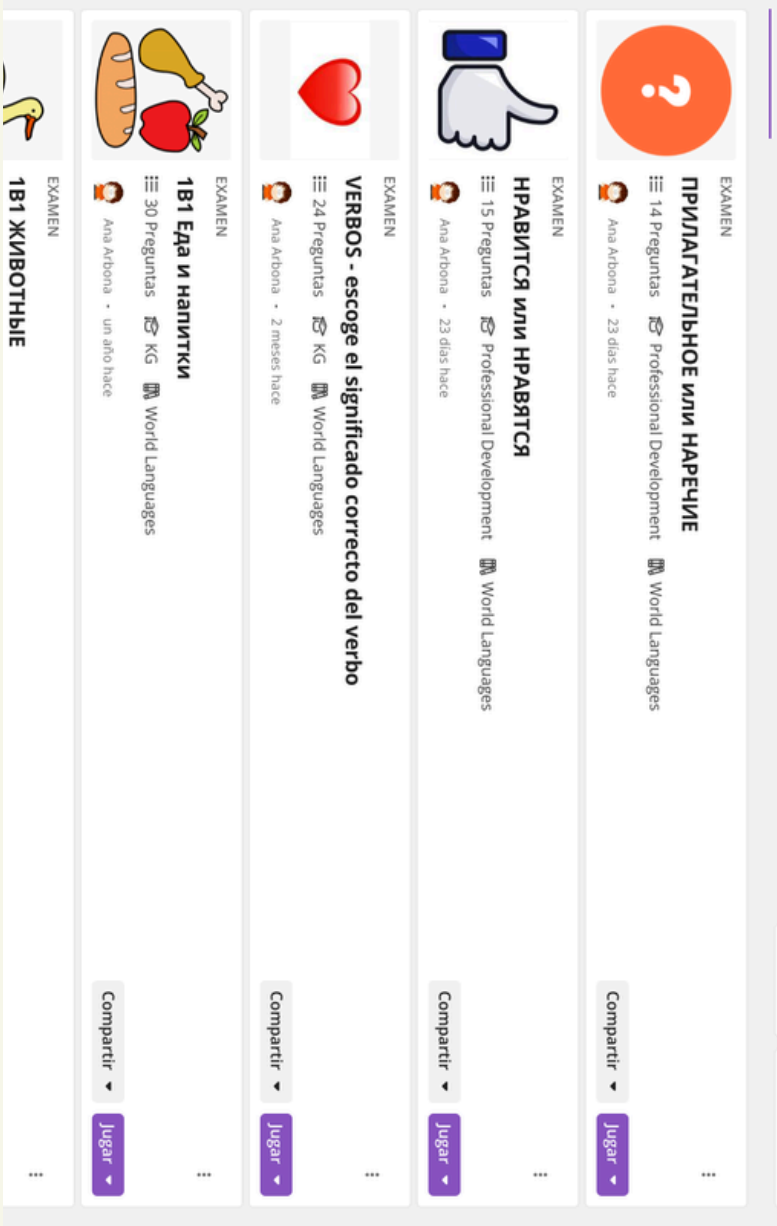 EXAMEN
ПРИЛАГАТЕЛЬНОЕ или НАРЕЧИЕ
14 Preguntas Professional Development World Languages
Ana Arbona • 23 días hace
Compartir Jugar
EXAMEN
НРАВИТСЯ или НРАВЯТСЯ
15 Preguntas Professional Development World Languages
Ana Arbona • 23 días hace
Compartir Jugar
EXAMEN
VERBOS - escoge el significado correcto del verbo
24 Preguntas KG World Languages
Ana Arbona • 2 meses hace
Compartir Jugar
EXAMEN
1B1 Еда и напитки
30 Preguntas KG World Languages
Ana Arbona • un año hace
Compartir Jugar
EXAMEN
1B1 ЖИВОТНЫЕ